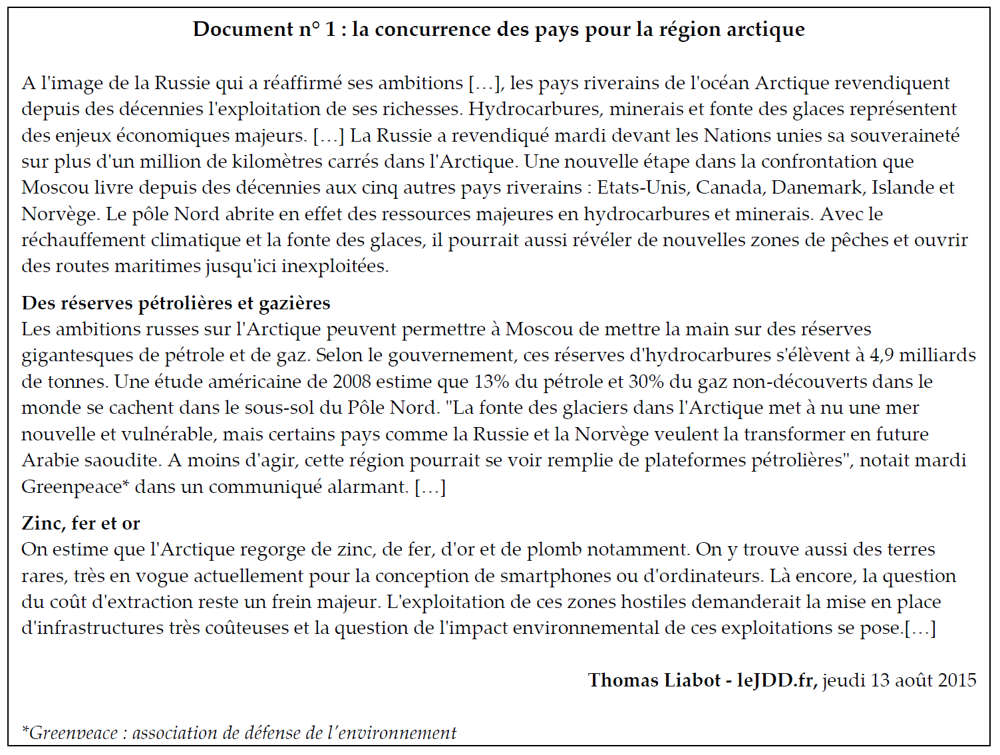 Document n° 1 : la concurrence des pays pour la région arctique
A l'image de la Russie qui a réaffirmé ses ambitions […], les pays riverains de l'océan Arctique revendiquent
depuis des décennies l'exploitation de ses richesses. Hydrocarbures, minerais et fonte des glaces représentent
des enjeux économiques majeurs. […] La Russie a revendiqué mardi devant les Nations unies sa souveraineté
sur plus d'un million de kilomètres carrés dans l'Arctique. Une nouvelle étape dans la confrontation que
Moscou livre depuis des décennies aux cinq autres pays riverains : Etats-Unis, Canada, Danemark, Islande et
Norvège. Le pôle Nord abrite en effet des ressources majeures en hydrocarbures et minerais. Avec le
réchauffement climatique et la fonte des glaces, il pourrait aussi révéler de nouvelles zones de pêches et ouvrir
des routes maritimes jusqu'ici inexploitées.
Des réserves pétrolières et gazières
Les ambitions russes sur l'Arctique peuvent permettre à Moscou de mettre la main sur des réserves
gigantesques de pétrole et de gaz. Selon le gouvernement, ces réserves d'hydrocarbures s'élèvent à 4,9 milliards
de tonnes. Une étude américaine de 2008 estime que 13% du pétrole et 30% du gaz non-découverts dans le
monde se cachent dans le sous-sol du Pôle Nord. "La fonte des glaciers dans l'Arctique met à nu une mer
nouvelle et vulnérable, mais certains pays comme la Russie et la Norvège veulent la transformer en future
Arabie saoudite. A moins d'agir, cette région pourrait se voir remplie de plateformes pétrolières", notait mardi
Greenpeace* dans un communiqué alarmant. […]
Zinc, fer et or
On estime que l'Arctique regorge de zinc, de fer, d'or et de plomb notamment. On y trouve aussi des terres
rares, très en vogue actuellement pour la conception de smartphones ou d'ordinateurs. Là encore, la question
du coût d'extraction reste un frein majeur. L'exploitation de ces zones hostiles demanderait la mise en place
d'infrastructures très coûteuses et la question de l'impact environnemental de ces exploitations se pose.[…]
Thomas Liabot - leJDD.fr, jeudi 13 août 2015
*Greenpeace : association de défense de l'environnement